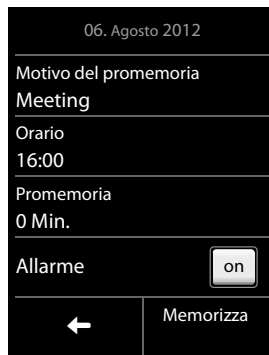 06. Agosto 2012
Motivo del promemoria
Meeting
Orario
16:00
Promemoria
0 Min.
Allarme
on
Memorizza